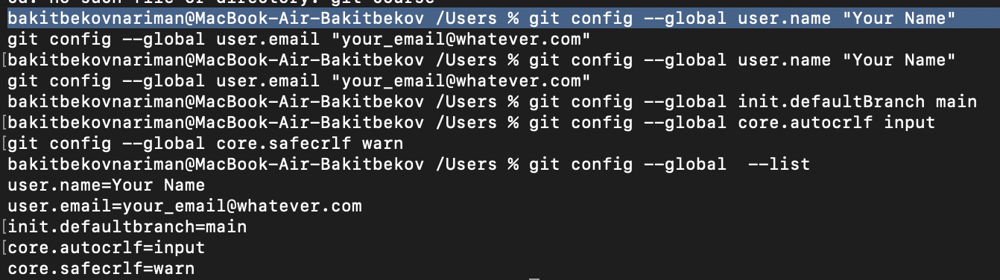 cd: no such file or directory: git-course
bakitbekovnariman@MacBook-Air-Bakitbekov /Users % git config --global user.name "Your Name"
git config --global user.email "your_email@whatever.com"
[bakitbekovnariman@MacBook-Air-Bakitbekov /Users % git config --global user.name "Your Name"
git config --global user.email "your_email@whatever.com"
bakitbekovnariman@MacBook-Air-Bakitbekov /Users % git config --global init.defaultBranch main
[bakitbekovnariman@MacBook-Air-Bakitbekov /Users % git config --global core.autocrlf input
[git config --global core.safecrlf warn
bakitbekovnariman@MacBook-Air-Bakitbekov /Users % git config --global  --list
user.name=Your Name
user.email=your_email@whatever.com
[init.defaultbranch=main
[core.autocrlf=input
core.safecrlf=warn